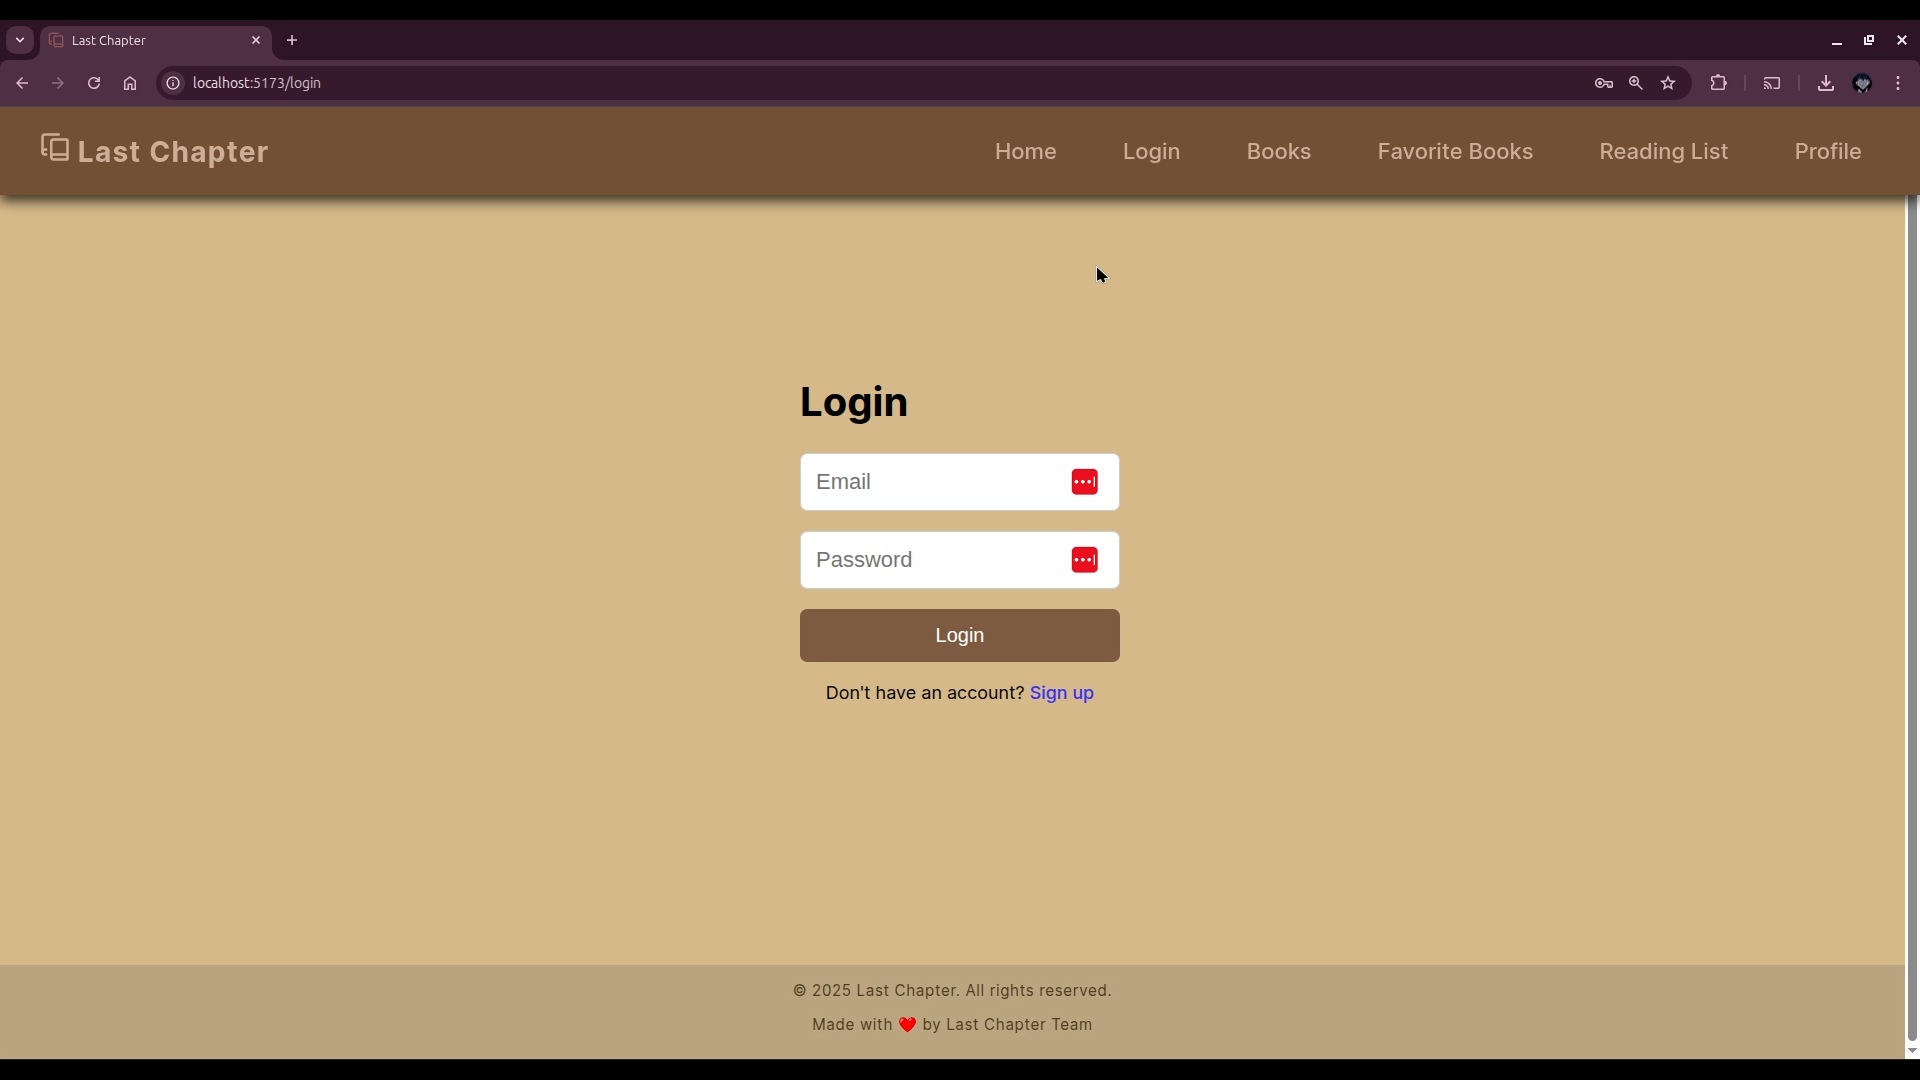 Last Chapter
localhost:5173/login
Last Chapter
Home Login Books Favorite Books Reading List Profile
Login
Email
Password
Login
Don't have an account? Sign up
© 2025 Last Chapter. All rights reserved.
Made with ❤️ by Last Chapter Team